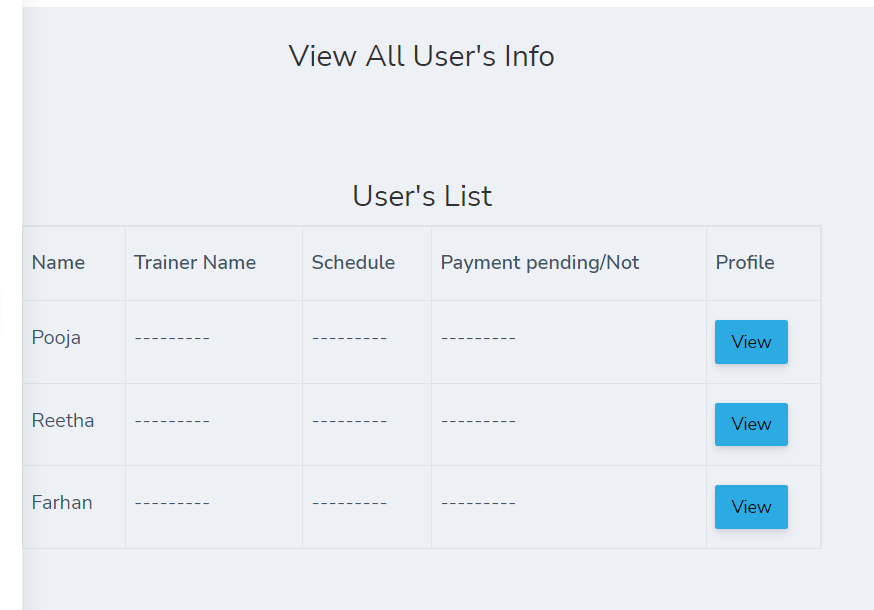 View All User's Info
User's List
Name Trainer Name Schedule Payment pending/Not Profile
Pooja --------- --------- --------- View
Reetha --------- --------- --------- View
Farhan --------- --------- --------- View